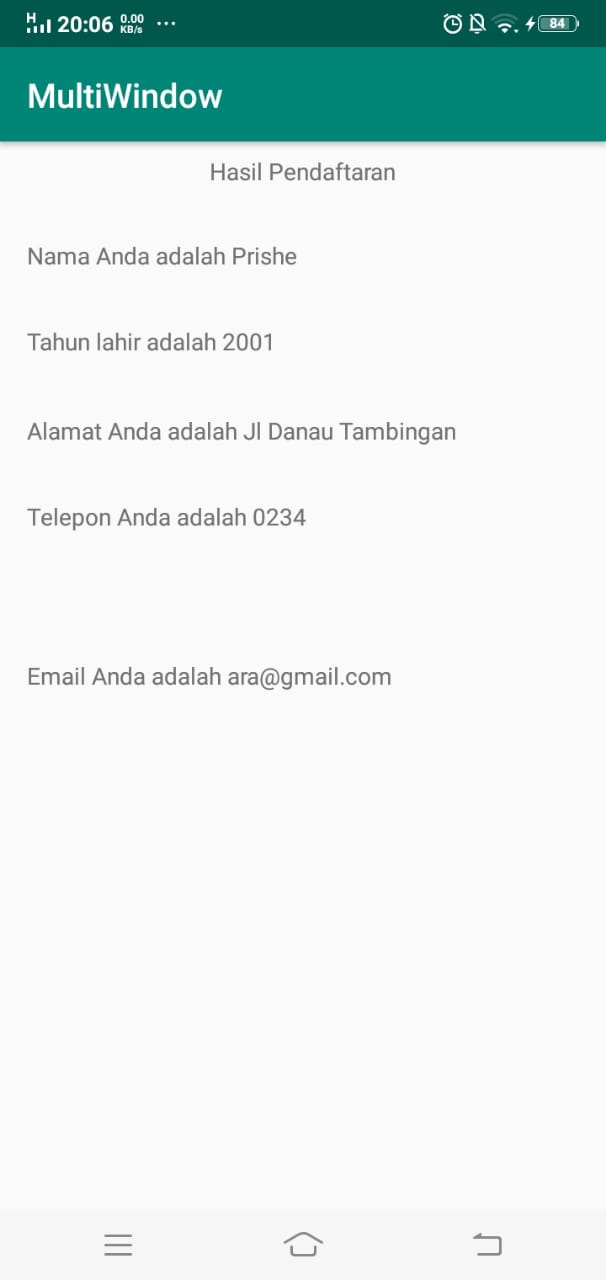 H 20:06 0.00 KB/s ... 84
MultiWindow
Hasil Pendaftaran
Nama Anda adalah Prishe
Tahun lahir adalah 2001
Alamat Anda adalah Jl Danau Tambingan
Telepon Anda adalah 0234
Email Anda adalah ara@gmail.com